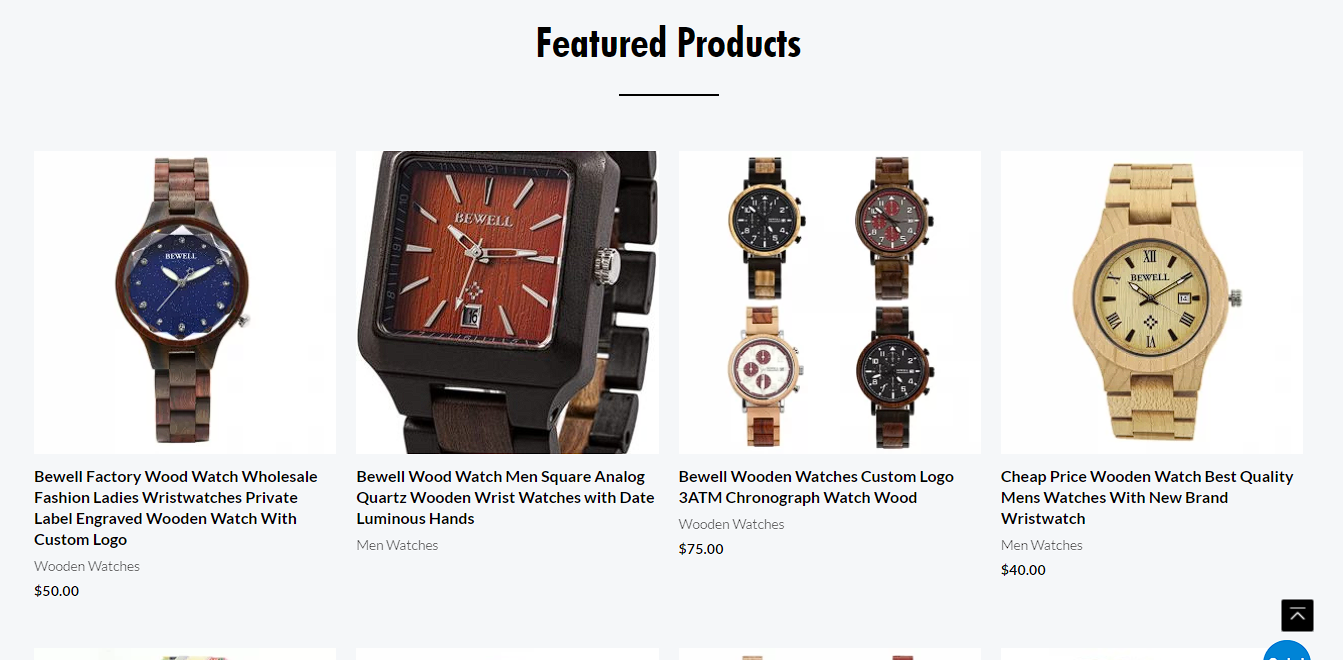 Featured Products
BEWELL
BEWELL
16
BEWELL
XII
VI
Bewell Factory Wood Watch Wholesale
Fashion Ladies Wristwatches Private
Label Engraved Wooden Watch With
Custom Logo
Wooden Watches
$50.00
Bewell Wood Watch Men Square Analog
Quartz Wooden Wrist Watches with Date
Luminous Hands
Men Watches
Bewell Wooden Watches Custom Logo
3ATM Chronograph Watch Wood
Wooden Watches
$75.00
Cheap Price Wooden Watch Best Quality
Mens Watches With New Brand
Wristwatch
Men Watches
$40.00